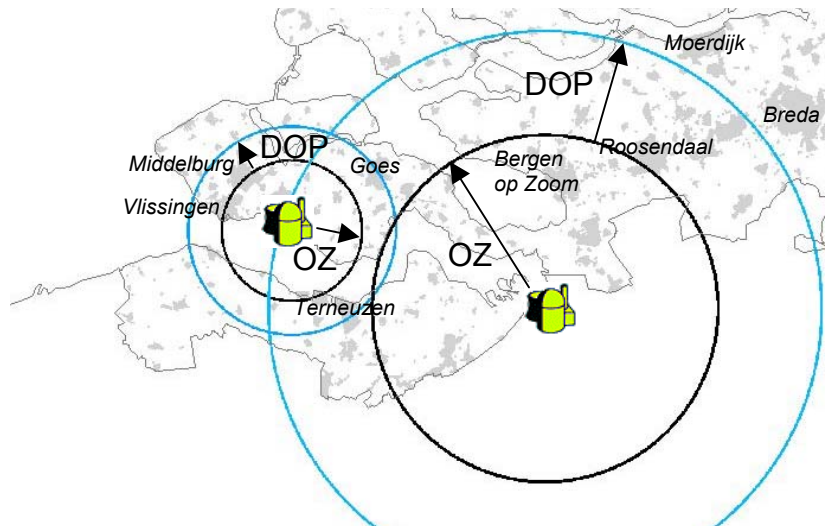 Moerdijk
DOP
Breda
DOP
Roosendaal
Middelburg
Goes
Bergen
op Zoom
Vlissingen
OZ
OZ
Terneuzen